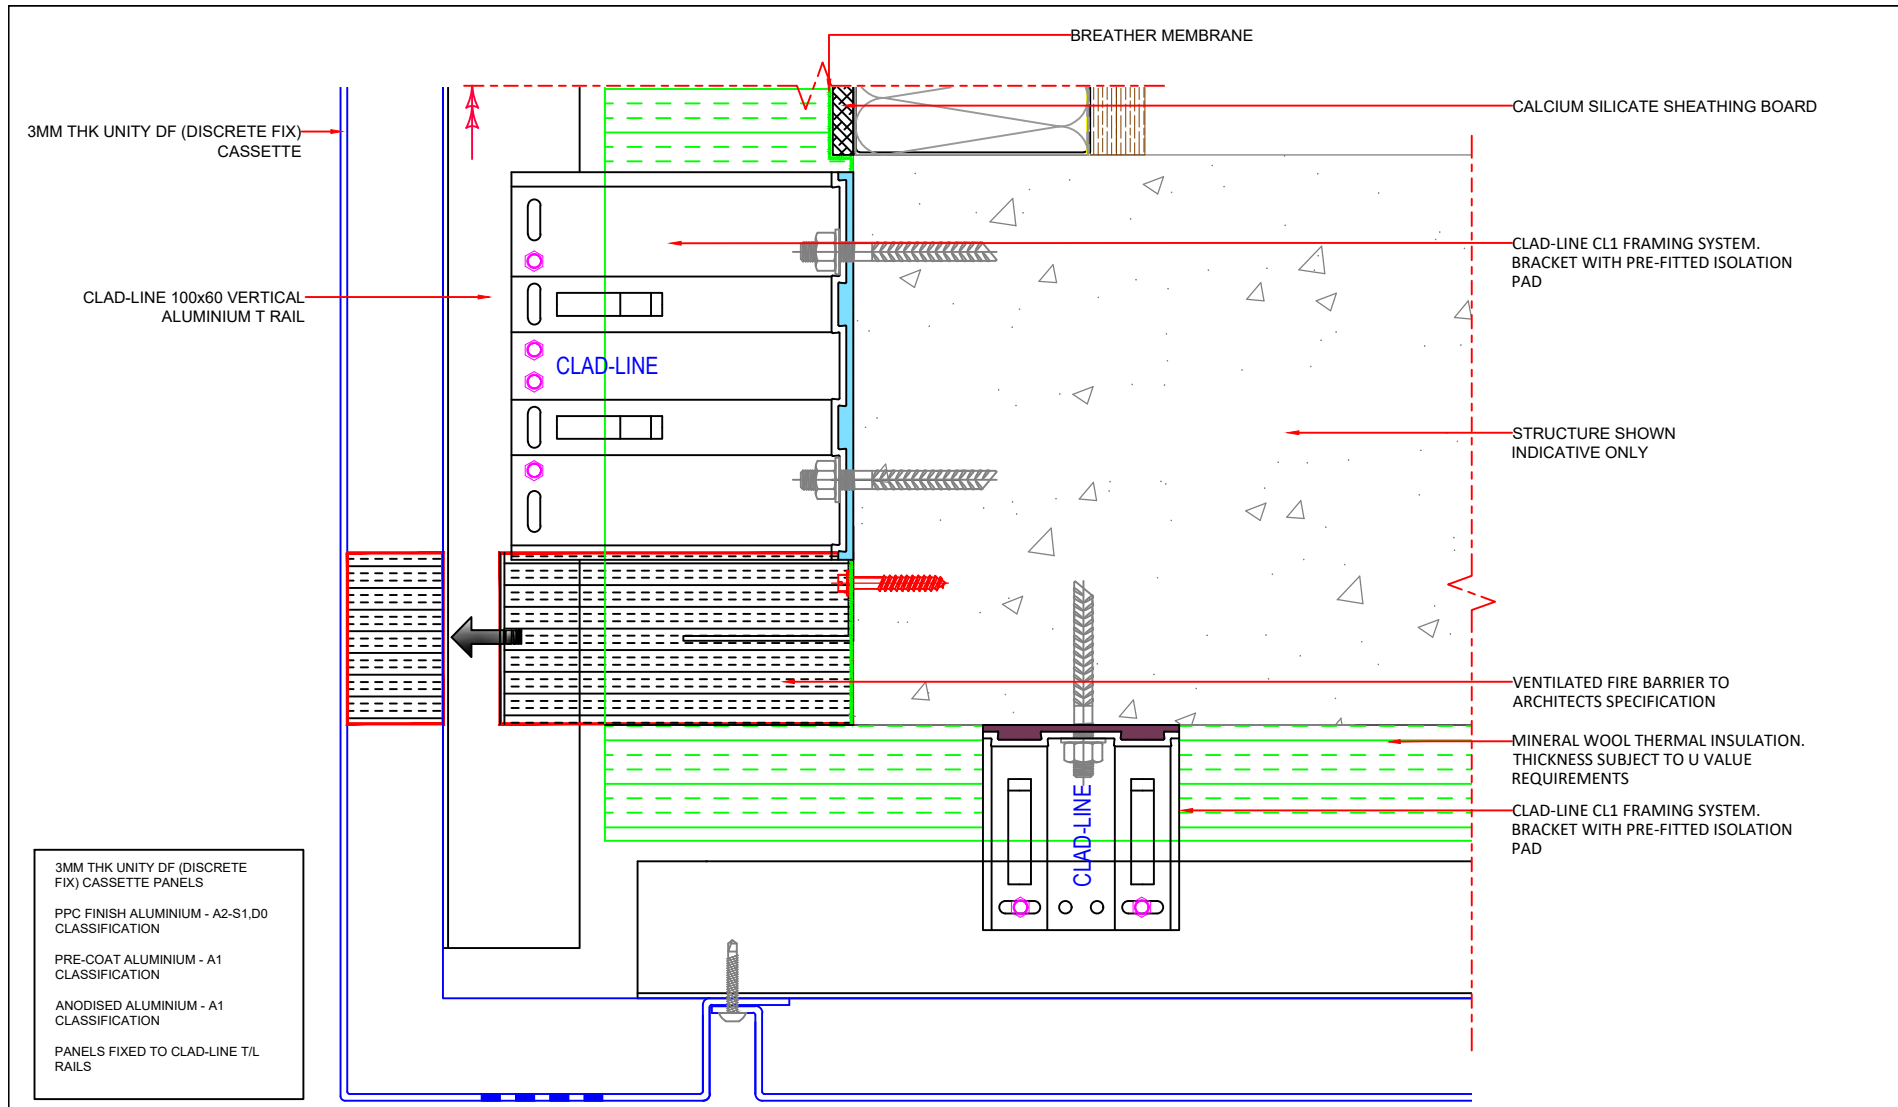 BREATHER MEMBRANE
CALCIUM SILICATE SHEATHING BOARD
3MM THK UNITY DF (DISCRETE FIX)
CASSETTE
CLAD-LINE CL1 FRAMING SYSTEM.
BRACKET WITH PRE-FITTED ISOLATION
PAD
CLAD-LINE 100x60 VERTICAL
ALUMINIUM T RAIL
CLAD-LINE
STRUCTURE SHOWN
INDICATIVE ONLY
VENTILATED FIRE BARRIER TO
ARCHITECTS SPECIFICATION
MINERAL WOOL THERMAL INSULATION.
THICKNESS SUBJECT TO U VALUE
REQUIREMENTS
CLAD-LINE CL1 FRAMING SYSTEM.
BRACKET WITH PRE-FITTED ISOLATION
PAD
CLAD-LINE
3MM THK UNITY DF (DISCRETE
FIX) CASSETTE PANELS
PPC FINISH ALUMINIUM - A2-S1,D0
CLASSIFICATION
PRE-COAT ALUMINIUM - A1
CLASSIFICATION
ANODISED ALUMINIUM - A1
CLASSIFICATION
PANELS FIXED TO CLAD-LINE T/L
RAILS